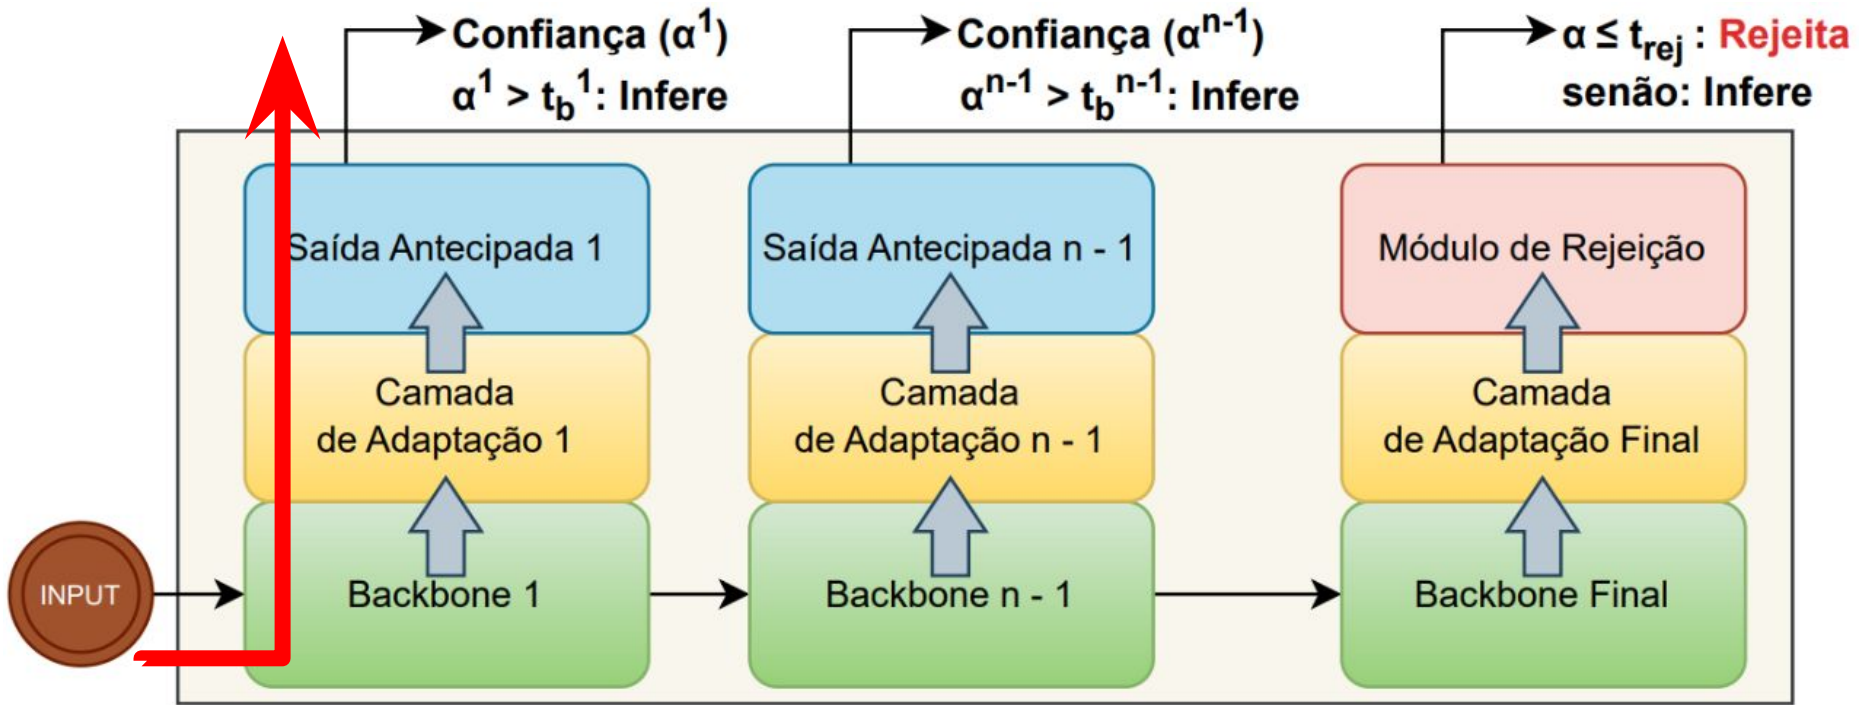 Confiança (α¹)
α¹ > t_b¹: Infere
Confiança (αⁿ⁻¹)
αⁿ⁻¹ > t_bⁿ⁻¹: Infere
α ≤ t_rej : Rejeita
senão: Infere
Saída Antecipada 1
Saída Antecipada n - 1
Módulo de Rejeição
Camada
de Adaptação 1
Camada
de Adaptação n - 1
Camada
de Adaptação Final
INPUT
Backbone 1
Backbone n - 1
Backbone Final